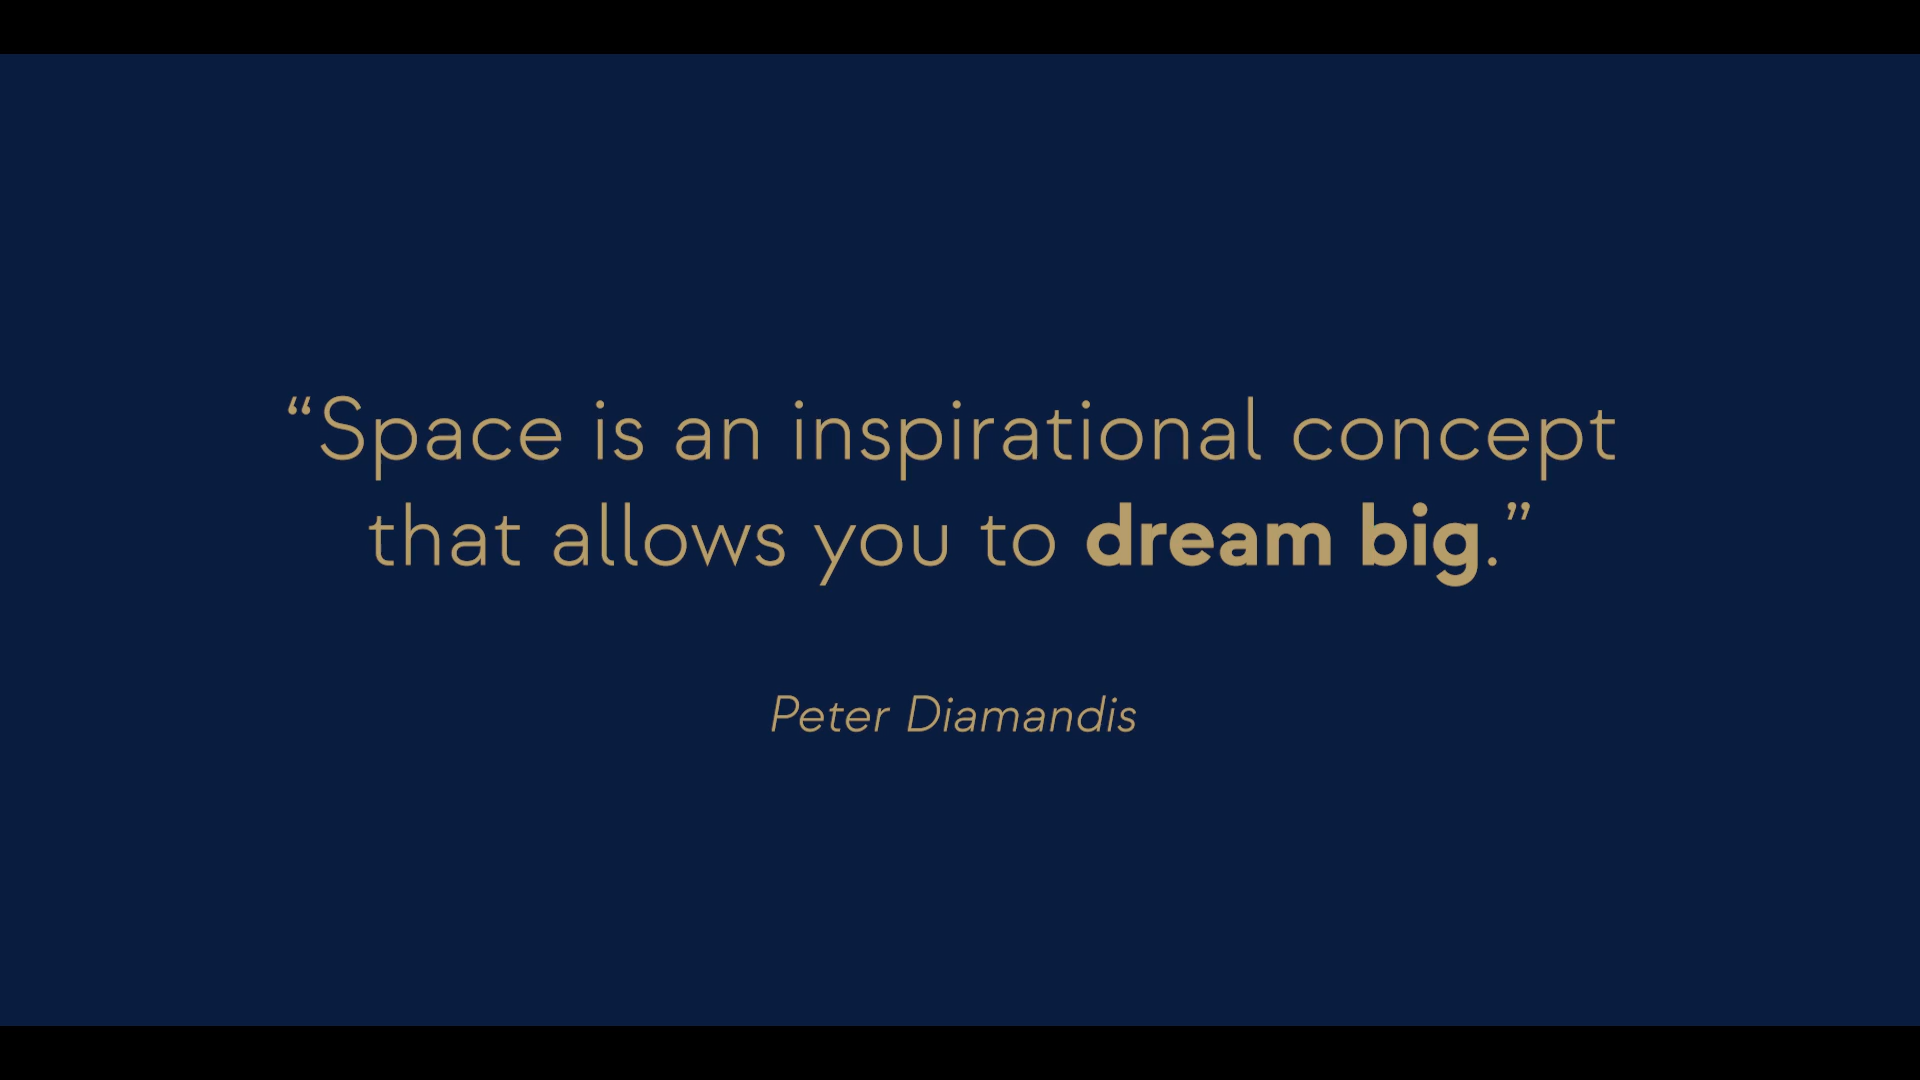 “Space is an inspirational concept
that allows you to dream big.”
Peter Diamandis